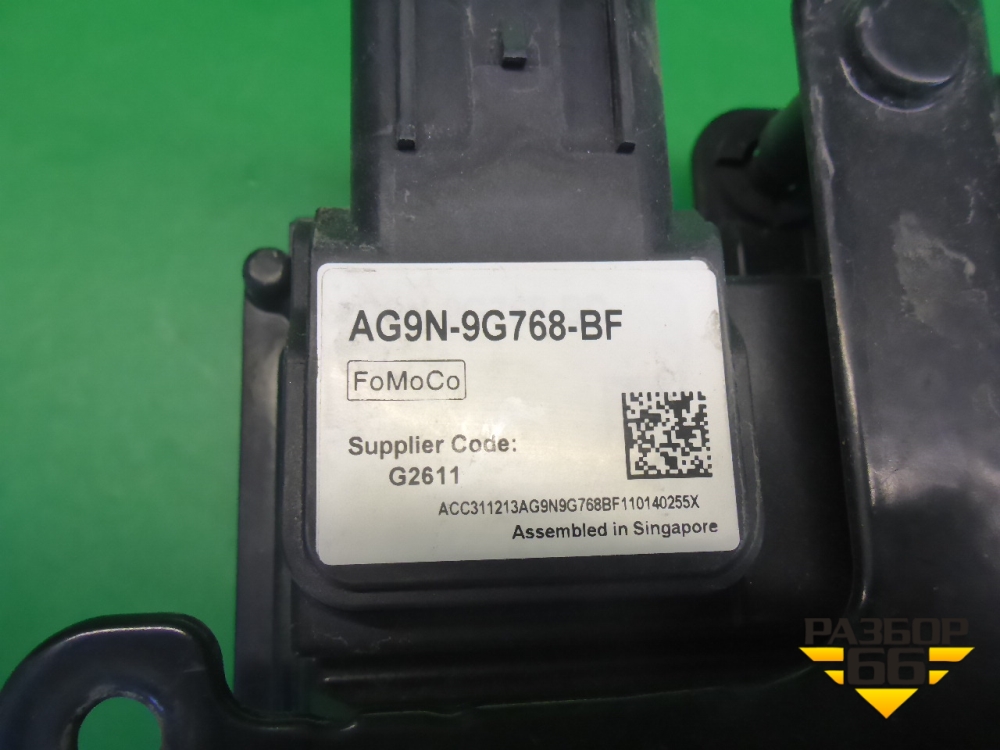 AG9N-9G768-BF
FoMoCo
Supplier Code:
G2611
ACC311213AG9N9G768BF110140255X
Assembled in Singapore
РАЗБОР
66